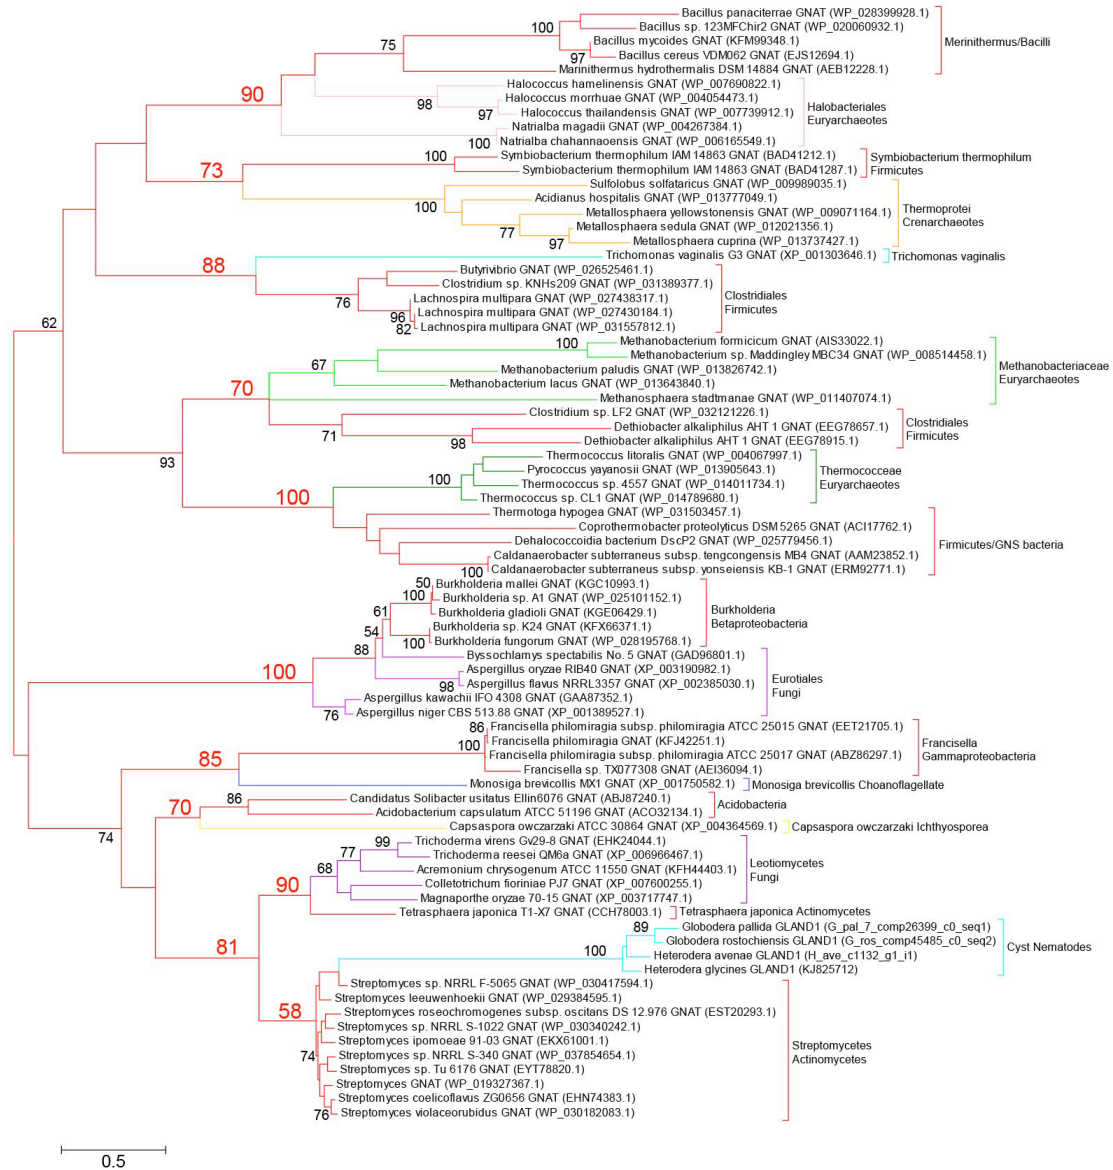 Bacillus panaciterrae GNAT (WP_028399928.1)
100
Bacillus sp. 123MFChir2 GNAT (WP_020060932.1)
Bacillus mycoides GNAT (KFM99348.1)
Merinithermus/Bacilli
75
97
Bacillus cereus VDM062 GNAT (EJS12694.1)
Marinithermus hydrothermalis DSM 14884 GNAT (AEB12228.1)
Halococcus hamelinensis GNAT (WP_007690822.1)
90
98
Halococcus morrhuae GNAT (WP_004054473.1)
97
Halococcus thailandensis GNAT (WP_007739912.1)
Halobacteriales
Euryarchaeotes
Natrialba magadii GNAT (WP_004267384.1)
100
Natrialba chahannaoensis GNAT (WP_006165549.1)
100
Symbiobacterium thermophilum IAM 14863 GNAT (BAD41212.1)
Symbiobacterium thermophilum IAM 14863 GNAT (BAD41287.1)
Symbiobacterium thermophilum
Firmicutes
73
Sulfolobus solfataricus GNAT (WP_009989035.1)
100
Acidianus hospitalis GNAT (WP_013777049.1)
Metallosphaera yellowstonensis GNAT (WP_009071164.1)
Thermoprotei
Crenarchaeotes
77
Metallosphaera sedula GNAT (WP_012021356.1)
97
Metallosphaera cuprina GNAT (WP_013737427.1)
Trichomonas vaginalis G3 GNAT (XP_001303646.1)
Trichomonas vaginalis
88
Butyrivibrio GNAT (WP_026525461.1)
Clostridium sp. KNHs209 GNAT (WP_031389377.1)
76
Lachnospira multipara GNAT (WP_027438317.1)
Clostridiales
Firmicutes
96
Lachnospira multipara GNAT (WP_027430184.1)
82
Lachnospira multipara GNAT (WP_031557812.1)
62
Methanobacterium formicicum GNAT (AIS33022.1)
100
Methanobacterium sp. Maddingley MBC34 GNAT (WP_008514458.1)
67
Methanobacterium paludis GNAT (WP_013826742.1)
Methanobacteriaceae
Euryarchaeotes
Methanobacterium lacus GNAT (WP_013643840.1)
70
Methanosphaera stadtmanae GNAT (WP_011407074.1)
Clostridium sp. LF2 GNAT (WP_032121226.1)
71
Dethiobacter alkaliphilus AHT 1 GNAT (EEG78657.1)
98
Dethiobacter alkaliphilus AHT 1 GNAT (EEG78915.1)
Clostridiales
Firmicutes
93
Thermococcus litoralis GNAT (WP_004067997.1)
Pyrococcus yayanosii GNAT (WP_013905643.1)
100
Thermococcus sp. 4557 GNAT (WP_014011734.1)
Thermococcus sp. CL1 GNAT (WP_014789680.1)
Thermococceae
Euryarchaeotes
100
Thermotoga hypogea GNAT (WP_031503457.1)
Coprothermobacter proteolyticus DSM 5265 GNAT (ACI17762.1)
Dehalococcoidia bacterium DscP2 GNAT (WP_025779456.1)
Firmicutes/GNS bacteria
Caldanaerobacter subterraneus subsp. tengcongensis MB4 GNAT (AAM23852.1)
100
Caldanaerobacter subterraneus subsp. yonseiensis KB-1 GNAT (ERM92771.1)
50
Burkholderia mallei GNAT (KGC10993.1)
100
Burkholderia sp. A1 GNAT (WP_025101152.1)
61
Burkholderia gladioli GNAT (KGE06429.1)
Burkholderia
Betaproteobacteria
54
Burkholderia sp. K24 GNAT (KFX66371.1)
100
Burkholderia fungorum GNAT (WP_028195768.1)
88
Byssochlamys spectabilis No. 5 GNAT (GAD96801.1)
100
Aspergillus oryzae RIB40 GNAT (XP_003190982.1)
98
Aspergillus flavus NRRL3357 GNAT (XP_002385030.1)
Eurotiales
Fungi
Aspergillus kawachii IFO 4308 GNAT (GAA87352.1)
76
Aspergillus niger CBS 513.88 GNAT (XP_001389527.1)
86
Francisella philomiragia subsp. philomiragia ATCC 25015 GNAT (EET21705.1)
Francisella philomiragia GNAT (KFJ42251.1)
100
Francisella philomiragia subsp. philomiragia ATCC 25017 GNAT (ABZ86297.1)
Francisella
Gammaproteobacteria
85
Francisella sp. TX077308 GNAT (AEI36094.1)
Monosiga brevicollis MX1 GNAT (XP_001750582.1)
Monosiga brevicollis Choanoflagellate
86
Candidatus Solibacter usitatus Ellin6076 GNAT (ABJ87240.1)
Acidobacterium capsulatum ATCC 51196 GNAT (ACO32134.1)
Acidobacteria
70
74
Capsaspora owczarzaki ATCC 30864 GNAT (XP_004364569.1)
Capsaspora owczarzaki Ichthyosporea
99
Trichoderma virens Gv29-8 GNAT (EHK24044.1)
77
Trichoderma reesei QM6a GNAT (XP_006966467.1)
68
Acremonium chrysogenum ATCC 11550 GNAT (KFH44403.1)
Leotiomycetes
Fungi
90
Colletotrichum fioriniae PJ7 GNAT (XP_007600255.1)
Magnaporthe oryzae 70-15 GNAT (XP_003717747.1)
Tetrasphaera japonica T1-X7 GNAT (CCH78003.1)
Tetrasphaera japonica Actinomycetes
81
89
Globodera pallida GLAND1 (G_pal_7_comp26399_c0_seq1)
Globodera rostochiensis GLAND1 (G_ros_comp45485_c0_seq2)
100
Heterodera avenae GLAND1 (H_ave_c1132_g1_i1)
Cyst Nematodes
Heterodera glycines GLAND1 (KJ825712)
Streptomyces sp. NRRL F-5065 GNAT (WP_030417594.1)
Streptomyces leeuwenhoekii GNAT (WP_029384595.1)
58
Streptomyces roseochromogenes subsp. oscitans DS 12.976 GNAT (EST20293.1)
Streptomyces sp. NRRL S-1022 GNAT (WP_030340242.1)
Streptomyces ipomoeae 91-03 GNAT (EKX61001.1)
74
Streptomyces sp. NRRL S-340 GNAT (WP_037854654.1)
Streptomycetes
Actinomycetes
Streptomyces sp. Tu 6176 GNAT (EYT78820.1)
Streptomyces GNAT (WP_019327367.1)
Streptomyces coelicoflavus ZG0656 GNAT (EHN74383.1)
76
Streptomyces violaceorubidus GNAT (WP_030182083.1)
0.5